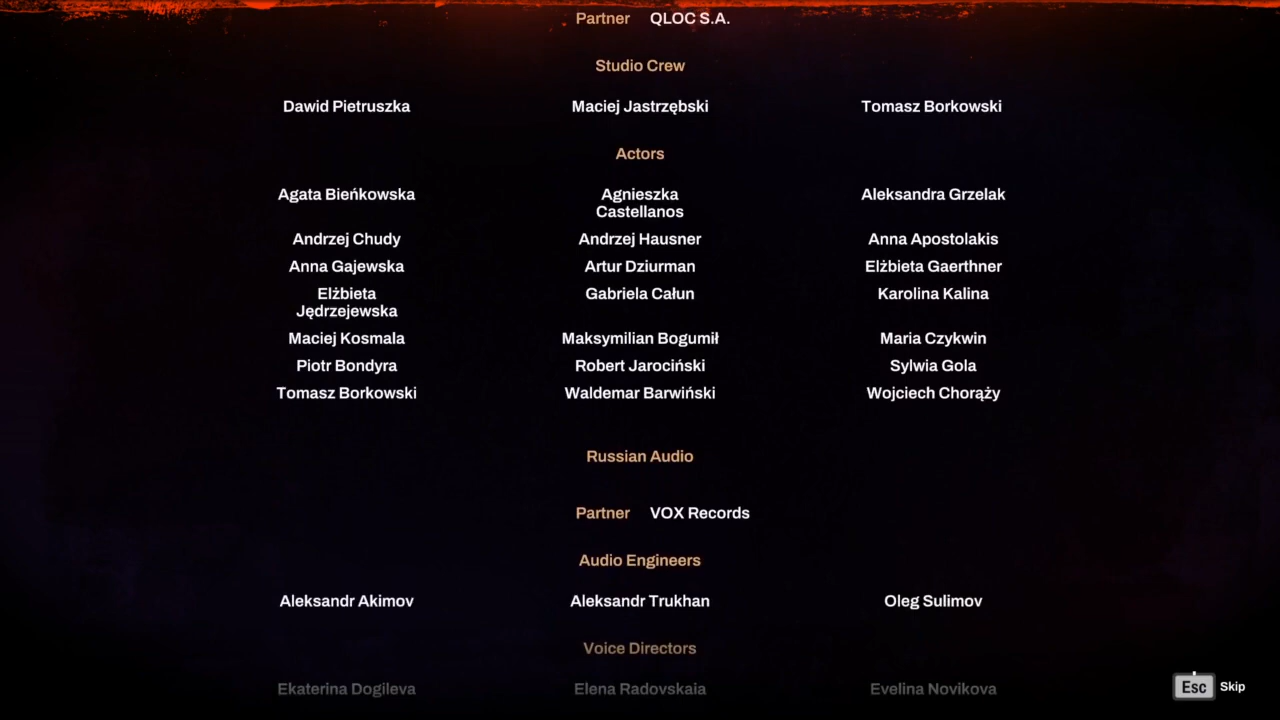 Partner QLOC S.A.
Studio Crew
Dawid Pietruszka Maciej Jastrzębski Tomasz Borkowski
Actors
Agata Bieńkowska Agnieszka Castellanos Aleksandra Grzelak
Andrzej Chudy Andrzej Hausner Anna Apostolakis
Anna Gajewska Artur Dziurman Elżbieta Gaerthner
Elżbieta Jędrzejewska Gabriela Całun Karolina Kalina
Maciej Kosmala Maksymilian Bogumił Maria Czykwin
Piotr Bondyra Robert Jarociński Sylwia Gola
Tomasz Borkowski Waldemar Barwiński Wojciech Chorąży
Russian Audio
Partner VOX Records
Audio Engineers
Aleksandr Akimov Aleksandr Trukhan Oleg Sulimov
Voice Directors
Ekaterina Dogileva Elena Radovskaia Evelina Novikova
Esc Skip